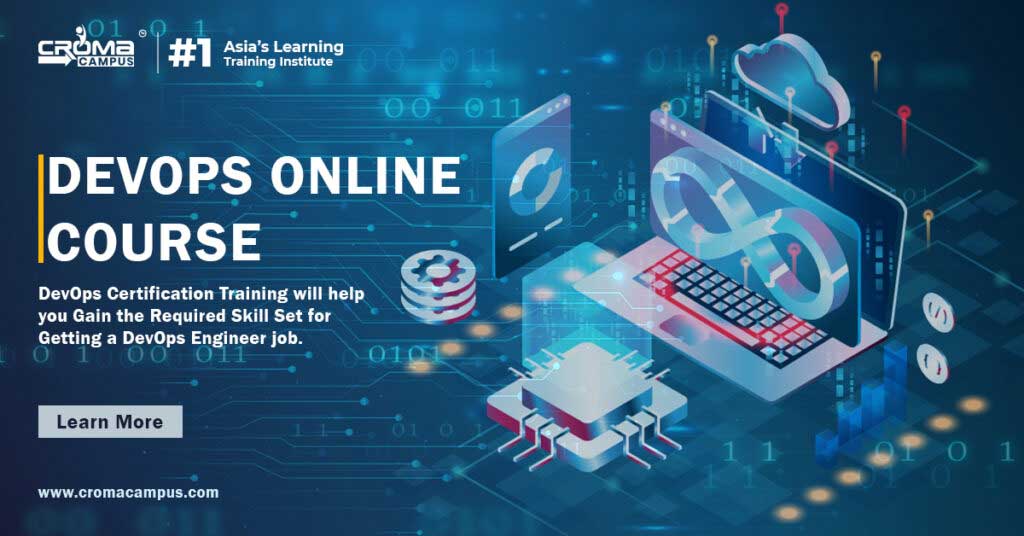 CROMA
CAMPUS
#1
Asia's Learning
Training Institute
DEVOPS ONLINE
COURSE
DevOps Certification Training will help
you Gain the Required Skill Set for
Getting a DevOps Engineer job.
Learn More
www.cromacampus.com